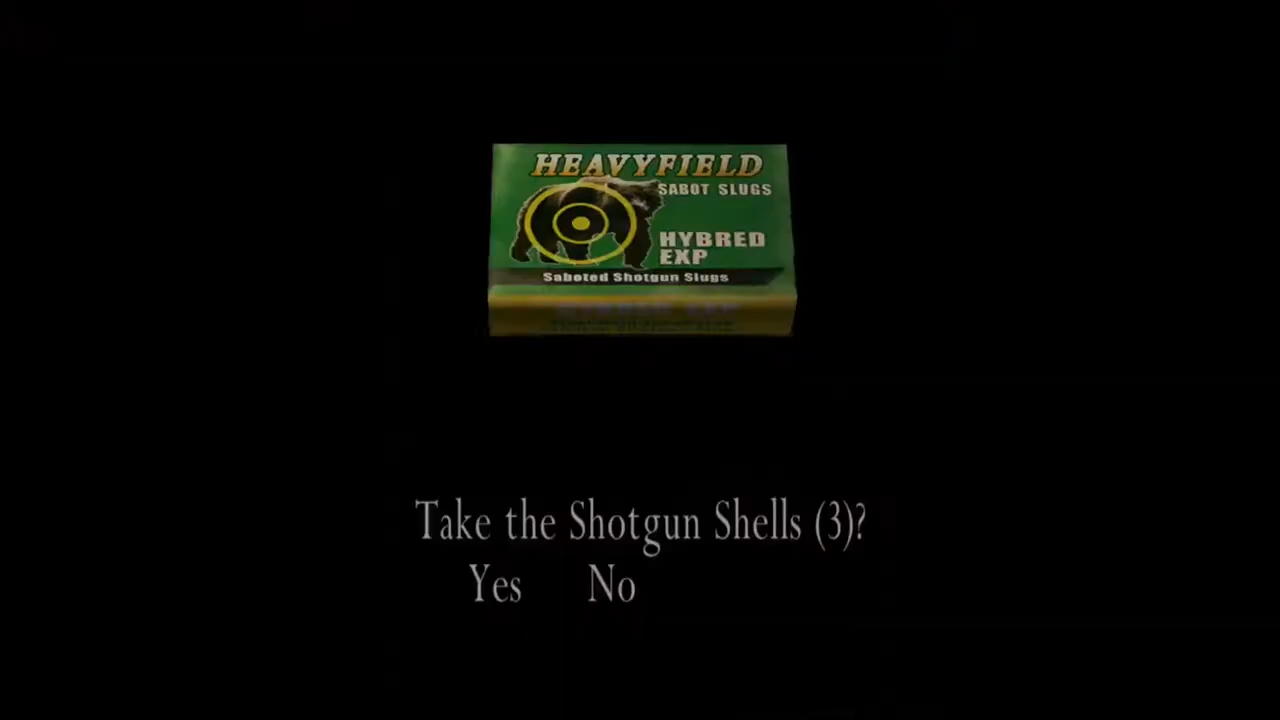 HEAVYFIELD
SABOT SLUGS
HYBRED
EXP
Saboted Shotgun Slugs
Take the Shotgun Shells (3)?
Yes No